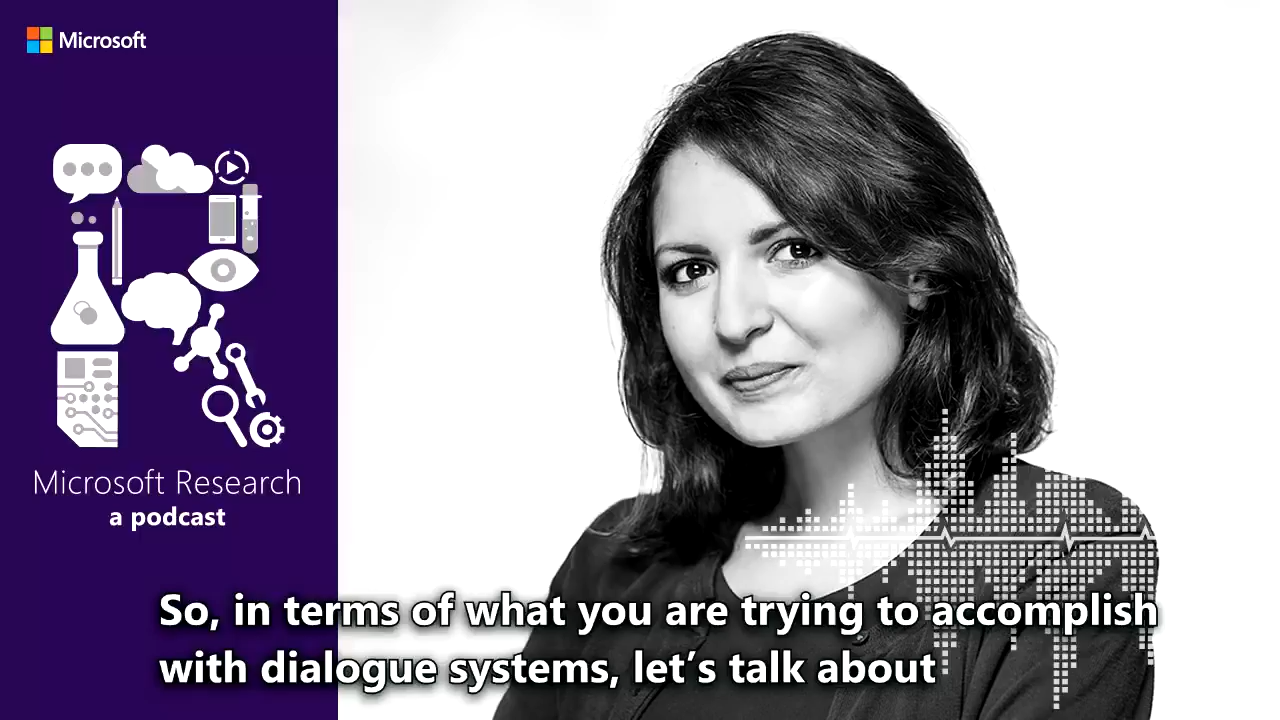 Microsoft
Microsoft Research
a podcast
So, in terms of what you are trying to accomplish
with dialogue systems, let’s talk about